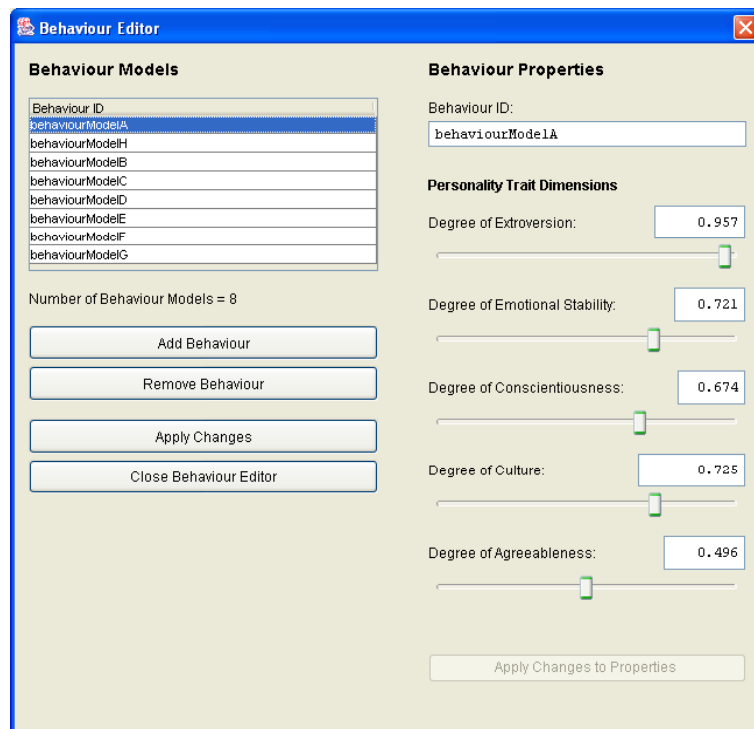 Behaviour Editor
Behaviour Models
Behaviour ID
behaviourModelA
behaviourModelH
behaviourModelB
behaviourModelC
behaviourModelD
behaviourModelE
behaviourModelF
behaviourModelG
Number of Behaviour Models = 8
Add Behaviour
Remove Behaviour
Apply Changes
Close Behaviour Editor
Behaviour Properties
Behaviour ID:
behaviourModelA
Personality Trait Dimensions
Degree of Extroversion: 0.957
Degree of Emotional Stability: 0.721
Degree of Conscientiousness: 0.674
Degree of Culture: 0.725
Degree of Agreeableness: 0.496
Apply Changes to Properties